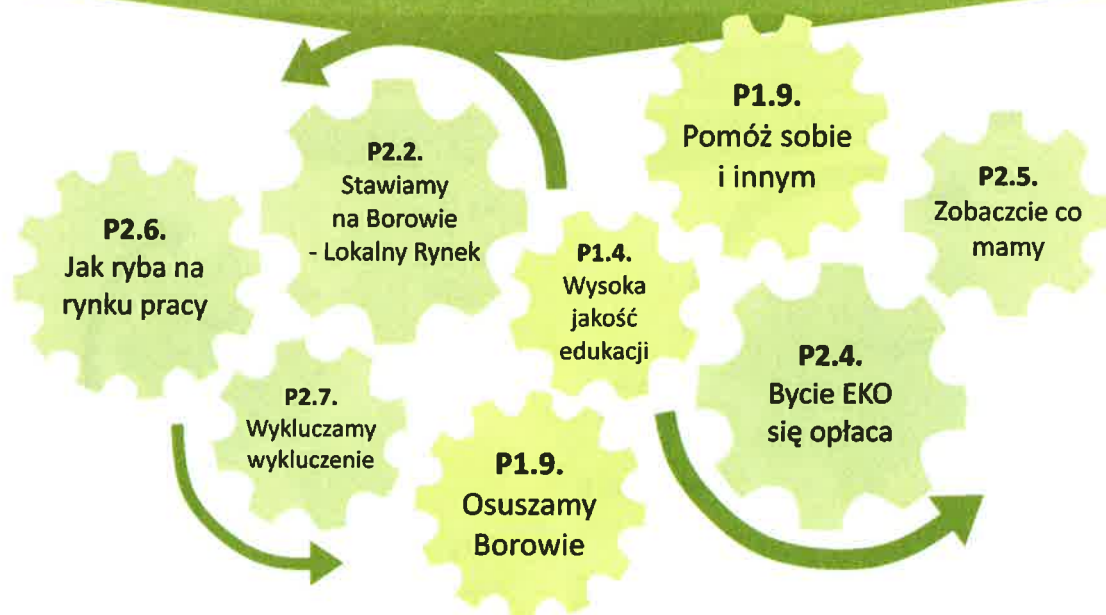 P1.9.
Pomóż sobie
i innym
P2.2.
Stawiamy
na Borowie
- Lokalny Rynek
P2.5.
Zobaczcie co
mamy
P2.6.
Jak ryba na
rynku pracy
P1.4.
Wysoka
jakość
edukacji
P2.4.
Bycie EKO
się opłaca
P2.7.
Wykluczamy
wykluczenie
P1.9.
Osuszamy
Borowie